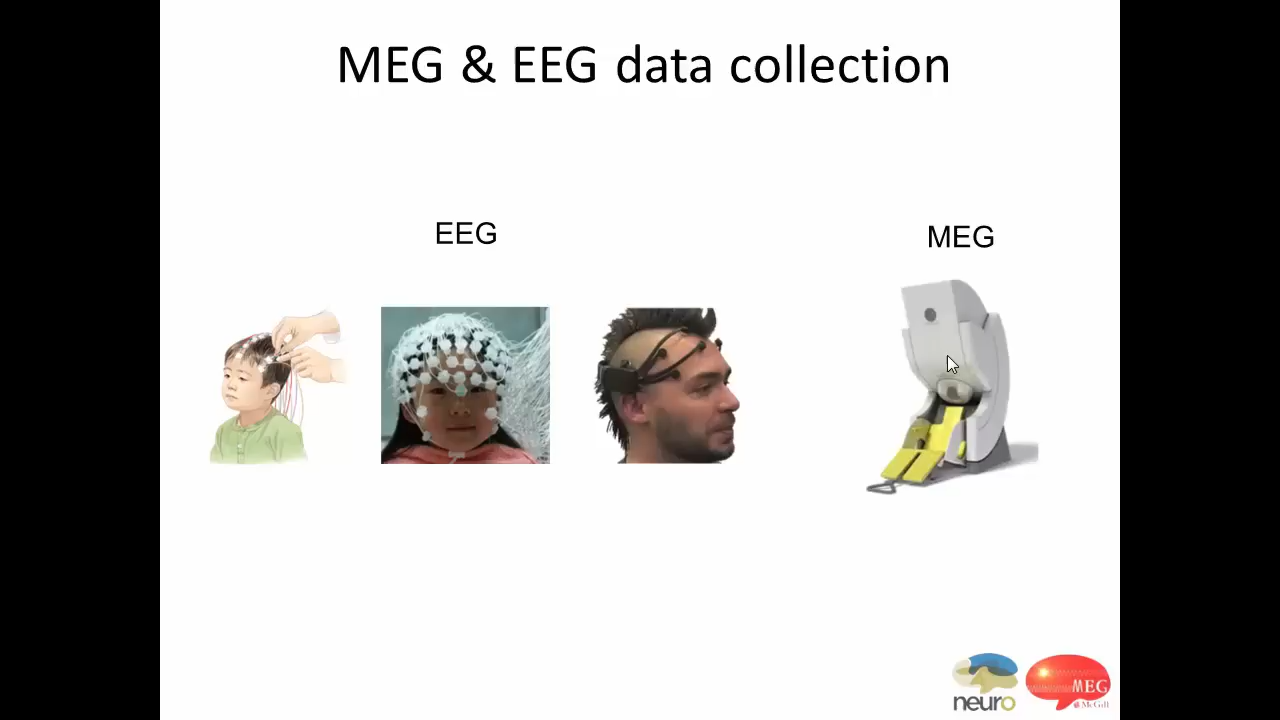 MEG & EEG data collection
EEG
MEG
neuro
MEG
McGill